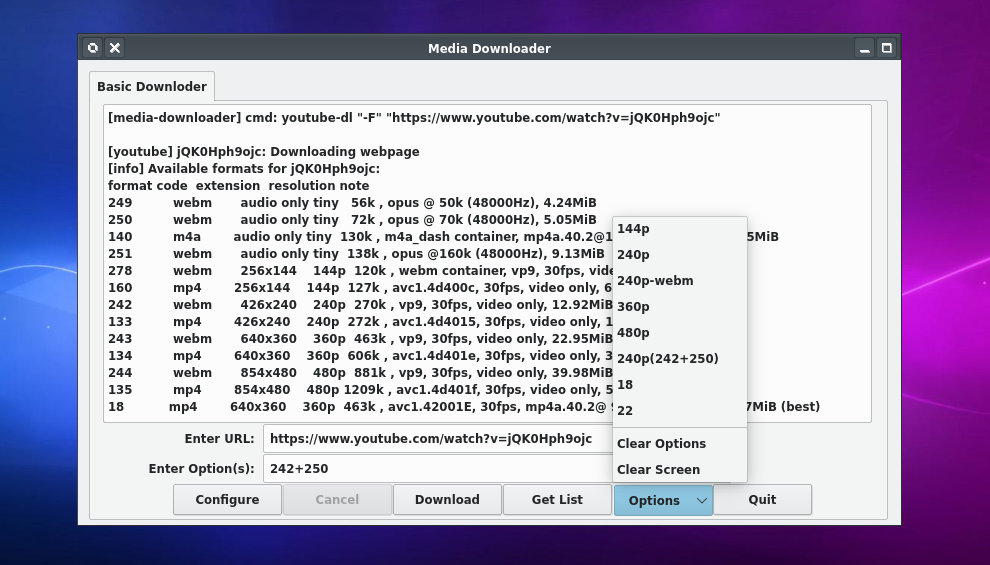 Media Downloader
Basic Downloder
[media-downloader] cmd: youtube-dl "-F" "https://www.youtube.com/watch?v=jQK0Hph9ojc"
[youtube] jQK0Hph9ojc: Downloading webpage
[info] Available formats for jQK0Hph9ojc:
format code extension resolution note
249 webm audio only tiny 56k , opus @ 50k (48000Hz), 4.24MiB
250 webm audio only tiny 72k , opus @ 70k (48000Hz), 5.05MiB
140 m4a audio only tiny 130k , m4a_dash container, mp4a.40.2@1 5MiB
251 webm audio only tiny 138k , opus @160k (48000Hz), 9.13MiB
278 webm 256x144 144p 120k , webm container, vp9, 30fps, vide
160 mp4 256x144 144p 127k , avc1.4d400c, 30fps, video only, 6
242 webm 426x240 240p 270k , vp9, 30fps, video only, 12.92MiB
133 mp4 426x240 240p 272k , avc1.4d4015, 30fps, video only, 1
243 webm 640x360 360p 463k , vp9, 30fps, video only, 22.95MiB
134 mp4 640x360 360p 606k , avc1.4d401e, 30fps, video only, 3
244 webm 854x480 480p 881k , vp9, 30fps, video only, 39.98MiB
135 mp4 854x480 480p 1209k , avc1.4d401f, 30fps, video only, 5
18 mp4 640x360 360p 463k , avc1.42001E, 30fps, mp4a.40.2@ 7MiB (best)
144p
240p
240p-webm
360p
480p
240p(242+250)
18
22
Clear Options
Clear Screen
Enter URL: https://www.youtube.com/watch?v=jQK0Hph9ojc
Enter Option(s): 242+250
Configure Cancel Download Get List Options Quit